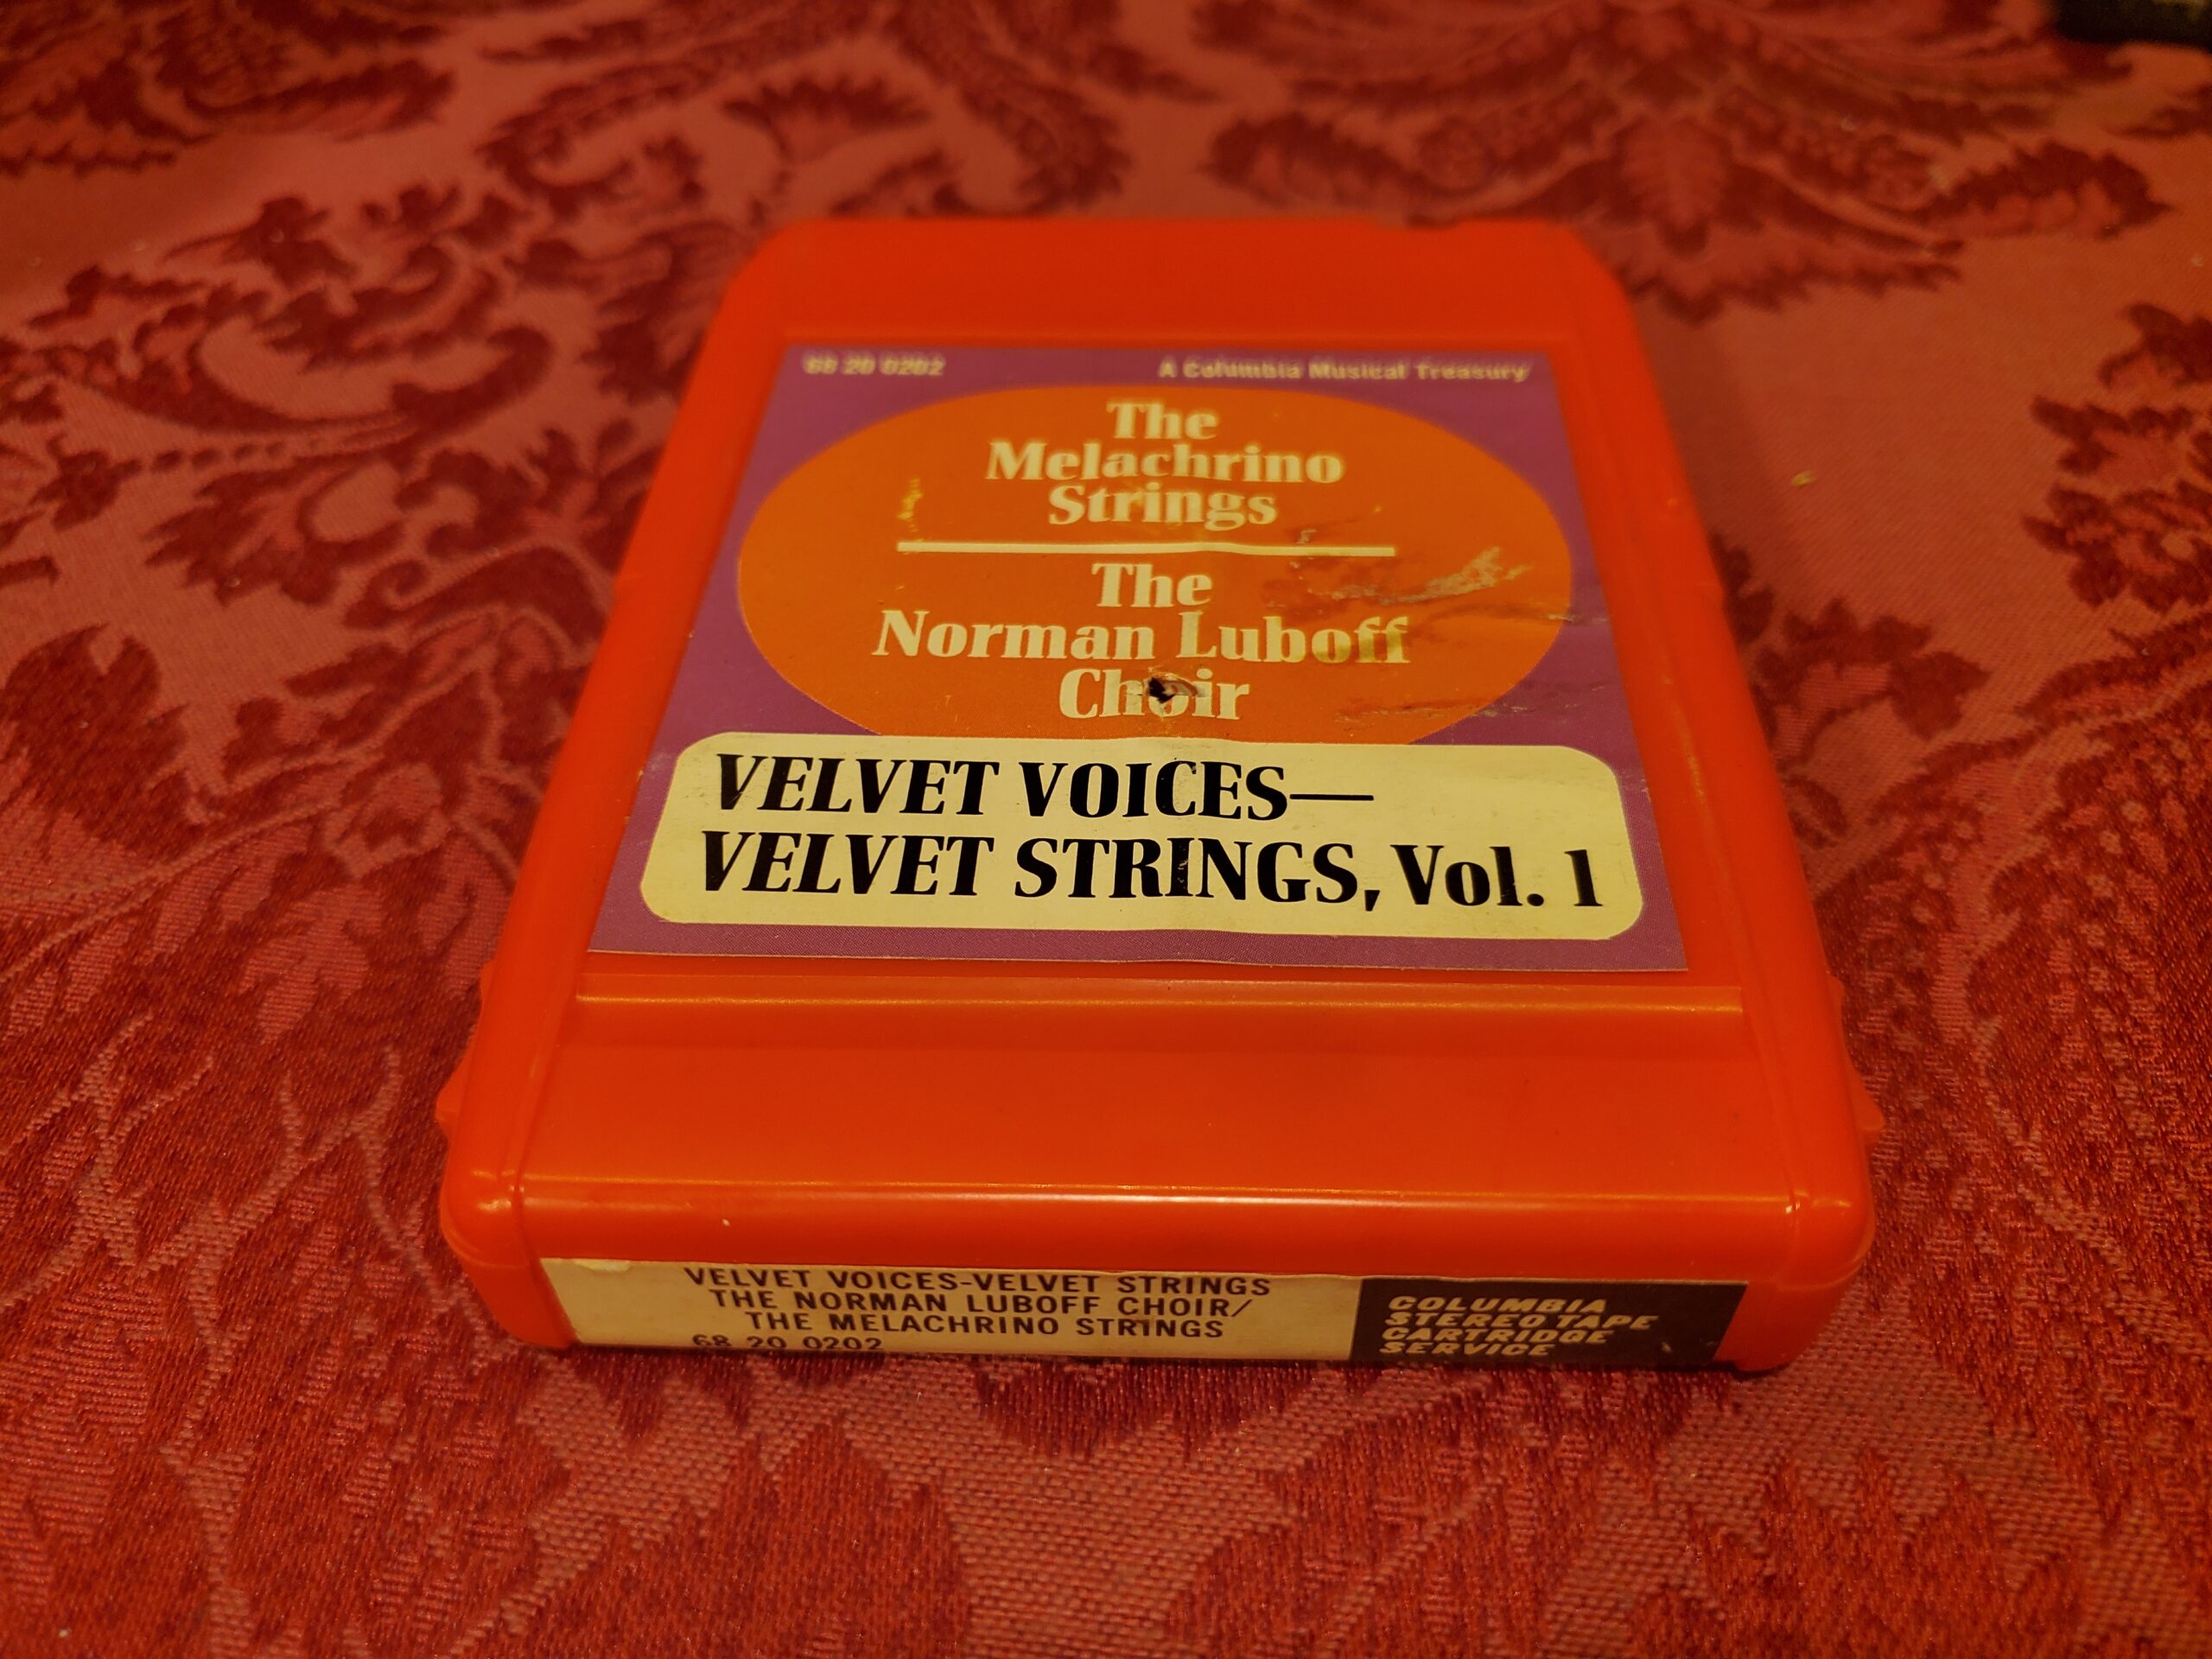 68 20 0202
A Columbia Musical Treasury
The
Melachrino
Strings
The
Norman Luboff
Choir
VELVET VOICES—
VELVET STRINGS, Vol. 1
VELVET VOICES-VELVET STRINGS
THE NORMAN LUBOFF CHOIR/
THE MELACHRINO STRINGS
68 20 0202
COLUMBIA
STEREO TAPE
CARTRIDGE
SERVICE